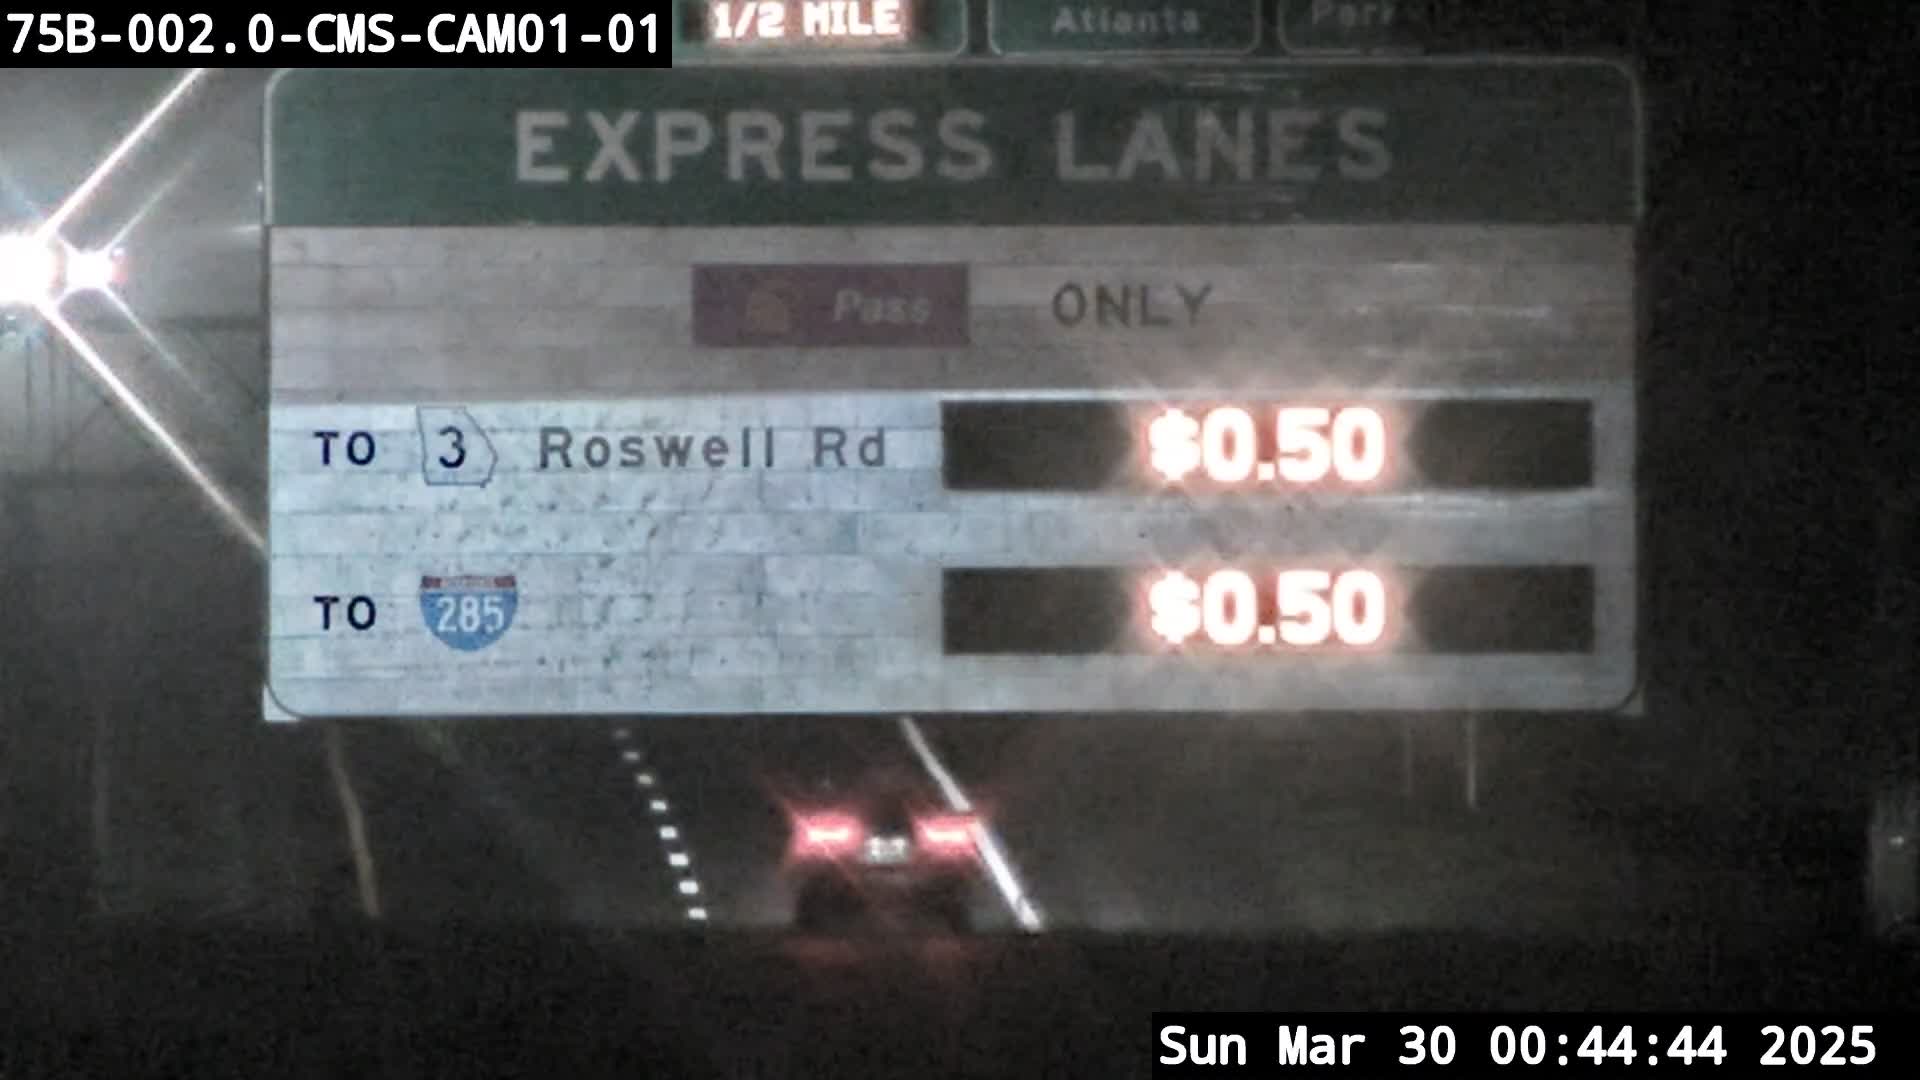 75B-002.0-CMS-CAM01-01
1/2 MILE
Atlanta
EXPRESS LANES
Pass ONLY
TO 3 Roswell Rd $0.50
TO 285 $0.50
Sun Mar 30 00:44:44 2025